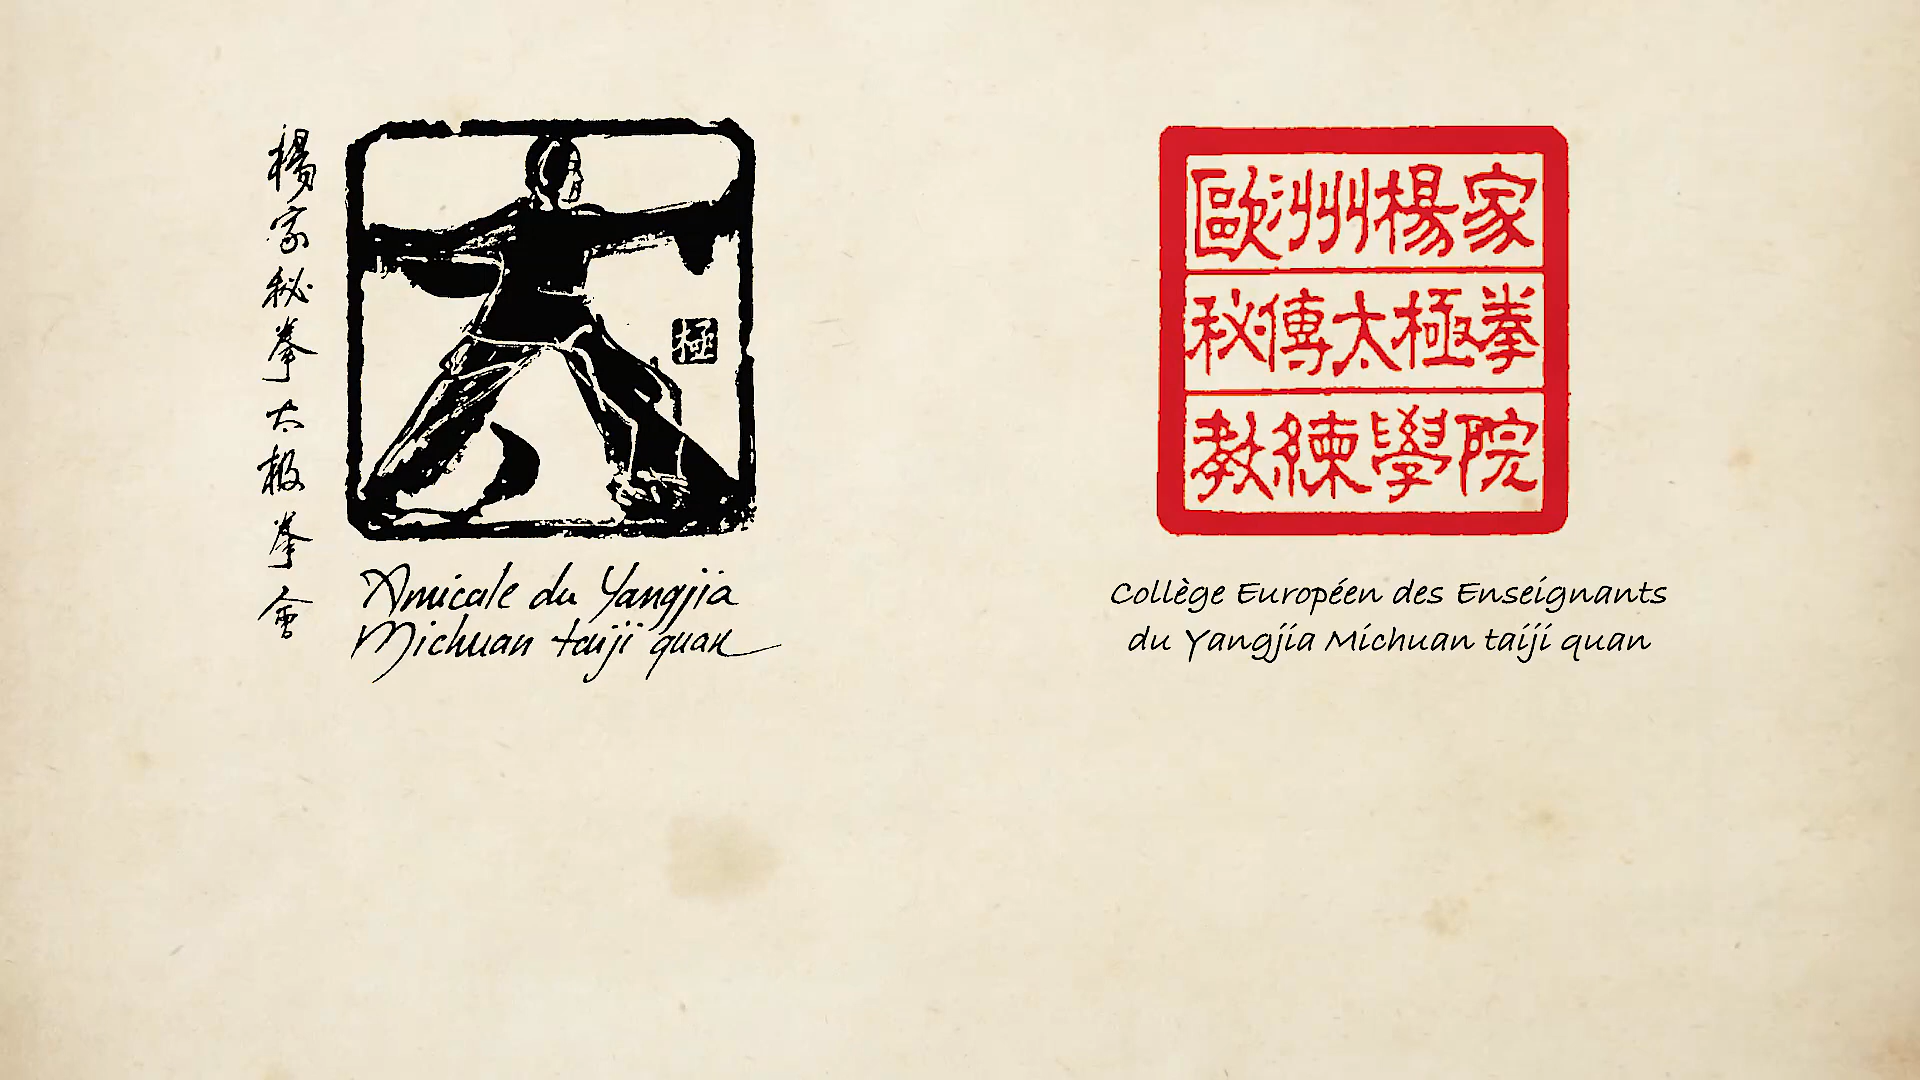 楊家秘拳太极拳會
極
Amicale du Yangjia
Michuan taiji quan
歐洲楊家
秘傳太極拳
教練學院
Collège Européen des Enseignants
du Yangjia Michuan taiji quan